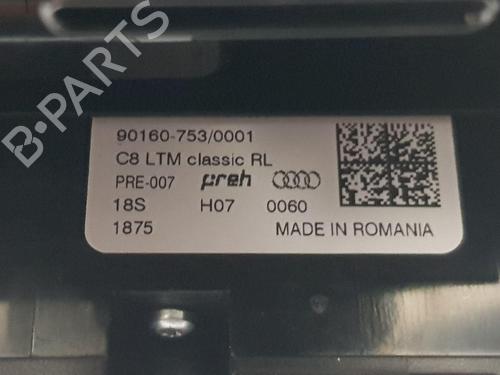 B-PARTS
90160-753/0001
C8 LTM classic RL
PRE-007 preh
18S H07 0060
1875 MADE IN ROMANIA